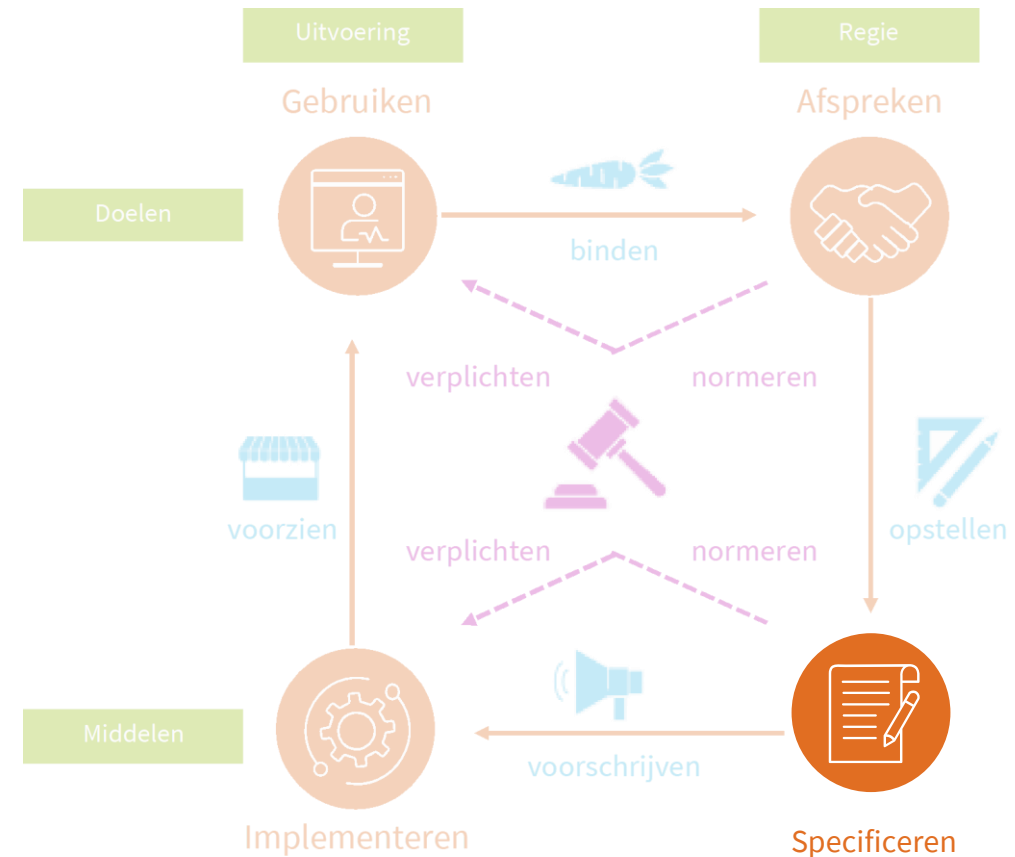 Uitvoering
Regie
Gebruiken
Afspreken
Doelen
binden
verplichten
normeren
voorzien
opstellen
verplichten
normeren
Middelen
voorschrijven
Implementeren
Specificeren